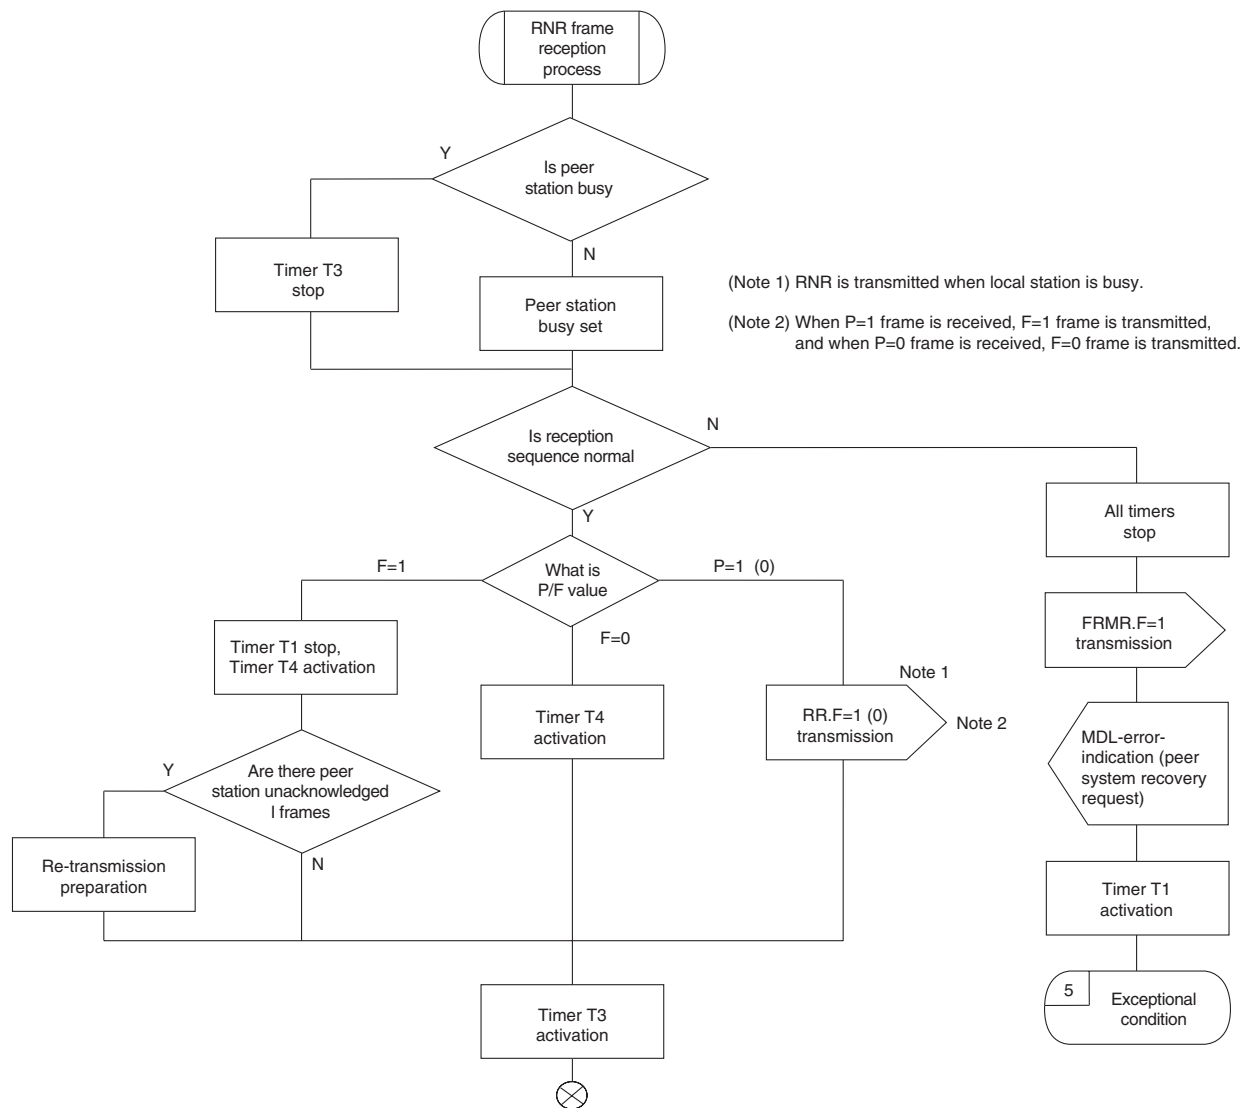 RNR frame
reception
process
Y
Is peer
station busy
N
Timer T3
stop
Peer station
busy set
(Note 1) RNR is transmitted when local station is busy.
(Note 2) When P=1 frame is received, F=1 frame is transmitted,
and when P=0 frame is received, F=0 frame is transmitted.
Is reception
sequence normal
N
Y
All timers
stop
F=1
What is
P/F value
P=1 (0)
F=0
FRMR.F=1
transmission
Timer T1 stop,
Timer T4 activation
Timer T4
activation
Note 1
RR.F=1 (0)
transmission
Note 2
MDL-error-
indication (peer
system recovery
request)
Y
Are there peer
station unacknowledged
I frames
N
Re-transmission
preparation
Timer T1
activation
Timer T3
activation
5
Exceptional
condition